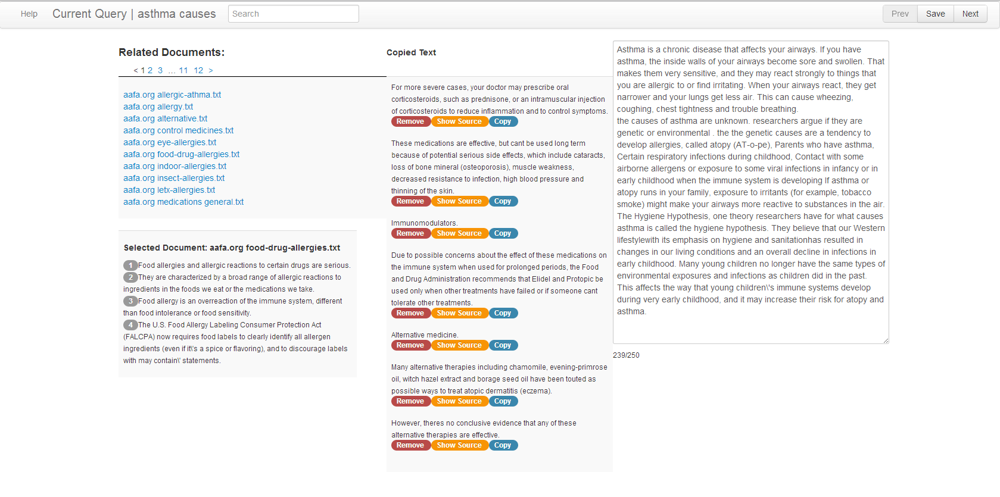 Help
Current Query | asthma causes
Search
Prev
Save
Next
Related Documents:
< 1 2 3 ... 11 12 >
aafa.org allergic-athma.txt
aafa.org allergy.txt
aafa.org alternative.txt
aafa.org control medicines.txt
aafa.org eye-allergies.txt
aafa.org food-drug-allergies.txt
aafa.org indoor-allergies.txt
aafa.org insect-allergies.txt
aafa.org letx-allergies.txt
aafa.org medications general.txt
Selected Document: aafa.org food-drug-allergies.txt
1 Food allergies and allergic reactions to certain drugs are serious.
2 They are characterized by a broad range of allergic reactions to
ingredients in the foods we eat or the medications we take.
3 Food allergy is an overreaction of the immune system, different
than food intolerance or food sensitivity.
4 The U.S. Food Allergy Labeling Consumer Protection Act
(FALCPA) now requires food labels to clearly identify all allergen
ingredients (even if it\'s a spice or flavoring), and to discourage labels
with may contain\' statements.
Copied Text
For more severe cases, your doctor may prescribe oral
corticosteroids, such as prednisone, or an intramuscular injection
of corticosteroids to reduce inflammation and to control symptoms.
Remove Show Source Copy
These medications are effective, but cant be used long term
because of potential serious side effects, which include cataracts,
loss of bone mineral (osteoporosis), muscle weakness,
decreased resistance to infection, high blood pressure and
thinning of the skin.
Remove Show Source Copy
Immunomodulators.
Remove Show Source Copy
Due to possible concerns about the effect of these medications on
the immune system when used for prolonged periods, the Food
and Drug Administration recommends that Elidel and Protopic be
used only when other treatments have failed or if someone cant
tolerate other treatments.
Remove Show Source Copy
Alternative medicine.
Remove Show Source Copy
Many alternative therapies including chamomile, evening-primrose
oil, witch hazel extract and borage seed oil have been touted as
possible ways to treat atopic dermatitis (eczema).
Remove Show Source Copy
However, theres no conclusive evidence that any of these
alternative therapies are effective.
Remove Show Source Copy
Asthma is a chronic disease that affects your airways. If you have
asthma, the inside walls of your airways become sore and swollen. That
makes them very sensitive, and they may react strongly to things that
you are allergic to or find irritating. When your airways react, they get
narrower and your lungs get less air. This can cause wheezing,
coughing, chest tightness and trouble breathing.
the causes of asthma are unknown. researchers argue if they are
genetic or environmental . the the genetic causes are a tendency to
develop allergies, called atopy (AT-o-pe), Parents who have asthma,
Certain respiratory infections during childhood, Contact with some
airborne allergens or exposure to some viral infections in infancy or in
early childhood when the immune system is developing If asthma or
atopy runs in your family, exposure to irritants (for example, tobacco
smoke) might make your airways more reactive to substances in the air.
The Hygiene Hypothesis, one theory researchers have for what causes
asthma is called the hygiene hypothesis. They believe that our Western
lifestylewith its emphasis on hygiene and sanitationhas resulted in
changes in our living conditions and an overall decline in infections in
early childhood. Many young children no longer have the same types of
environmental exposures and infections as children did in the past.
This affects the way that young children\'s immune systems develop
during very early childhood, and it may increase their risk for atopy and
asthma.
239/250